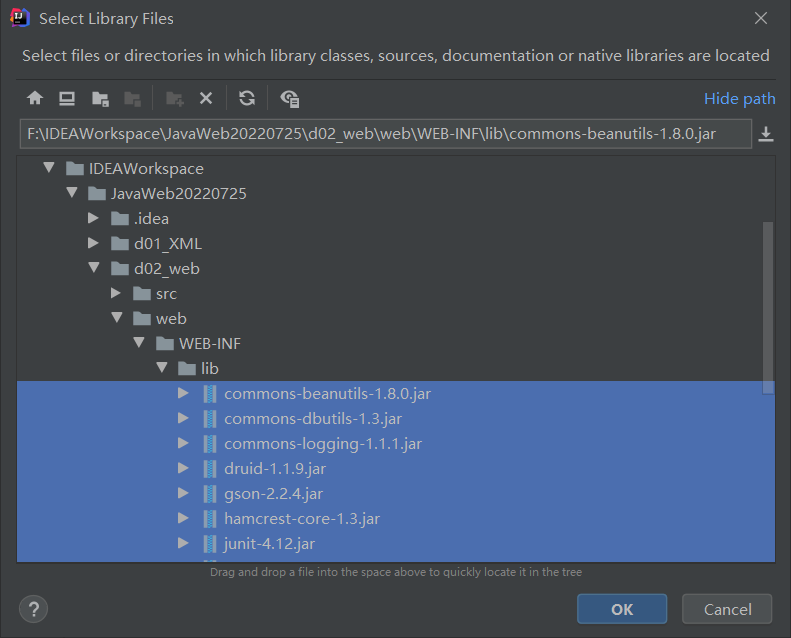 Select Library Files
Select files or directories in which library classes, sources, documentation or native libraries are located
Hide path
F:\IDEAWorkspace\JavaWeb20220725\d02_web\web\WEB-INF\lib\commons-beanutils-1.8.0.jar
IDEAWorkspace
JavaWeb20220725
.idea
d01_XML
d02_web
src
web
WEB-INF
lib
commons-beanutils-1.8.0.jar
commons-dbutils-1.3.jar
commons-logging-1.1.1.jar
druid-1.1.9.jar
gson-2.2.4.jar
hamcrest-core-1.3.jar
junit-4.12.jar
Drag and drop a file into the space above to quickly locate it in the tree
?
OK
Cancel